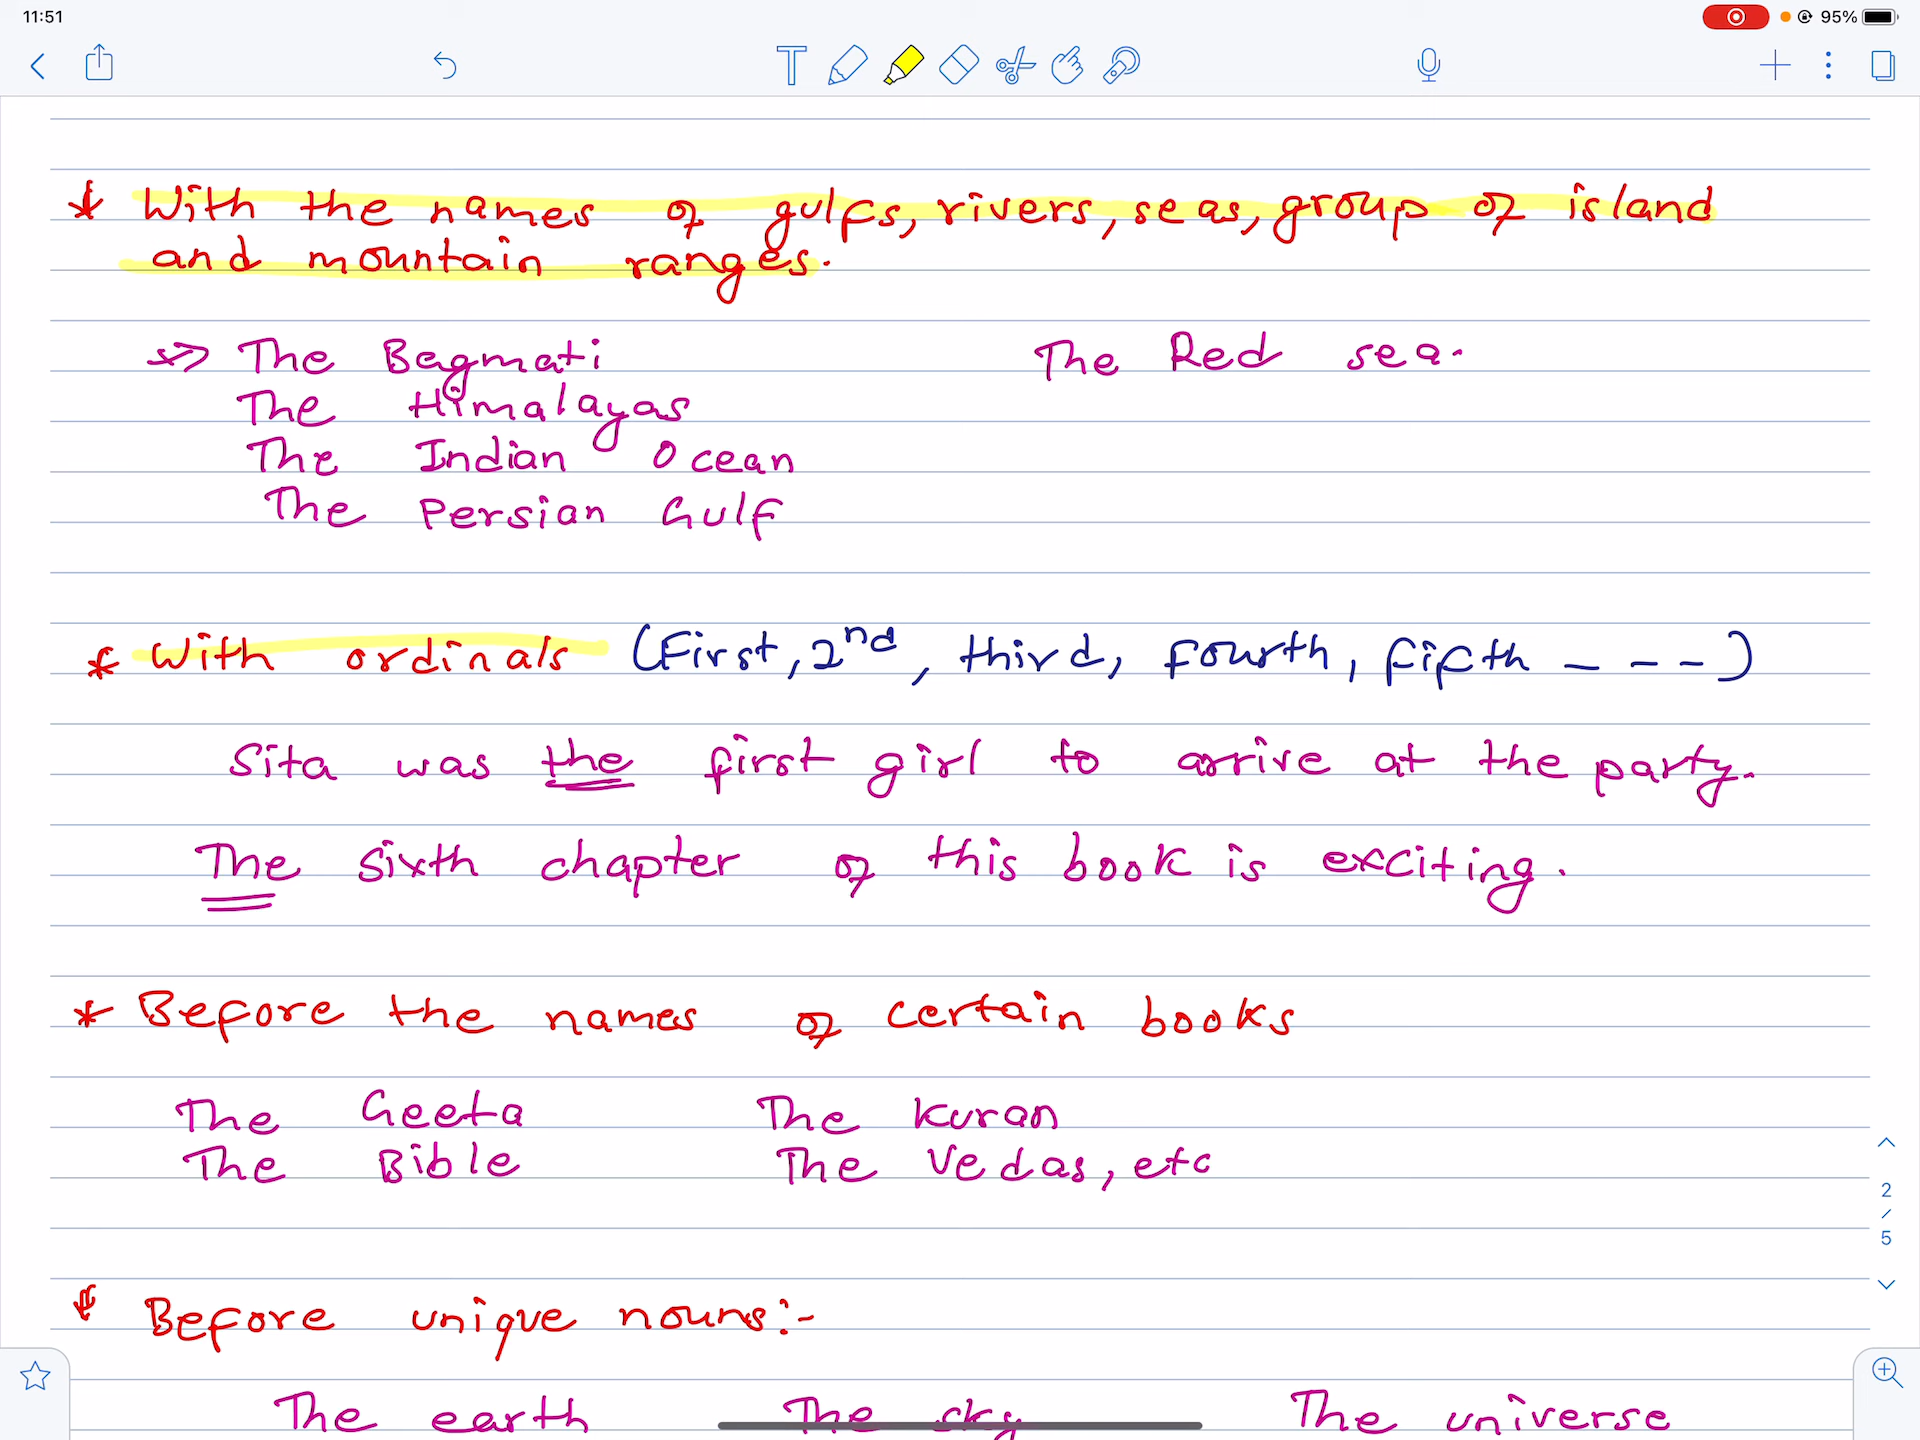 11:51
95%
* With the names of gulfs, rivers, seas, group of island
and mountain ranges.
The Bagmati The Red sea.
The Himalayas
The Indian Ocean
The Persian Gulf
* With ordinals (First, 2nd, third, fourth, fifth _ _ _ _)
Sita was the first girl to arrive at the party.
The sixth chapter of this book is exciting.
* Before the names of certain books
The Geeta The Kuran
The Bible The Vedas, etc
* Before unique nouns:-
The earth The sky The universe
2
/
5